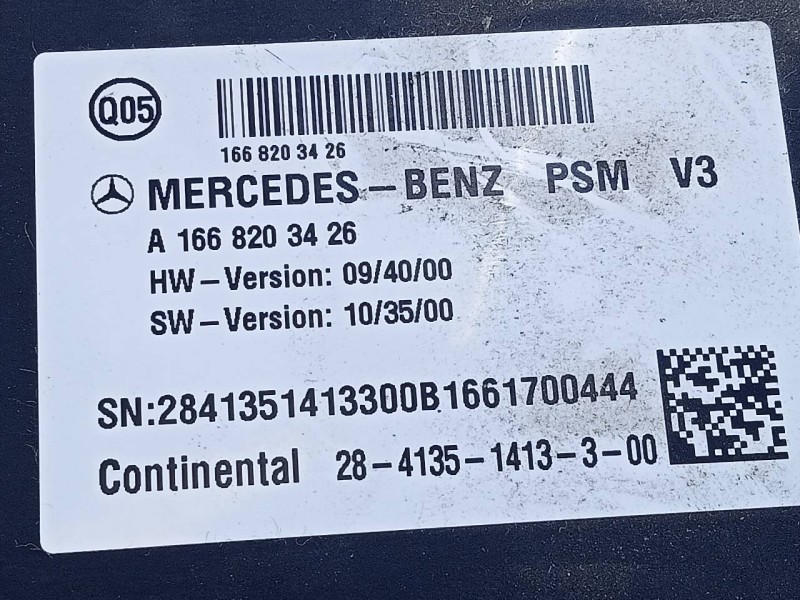 Q05
166 820 34 26
MERCEDES-BENZ PSM V3
A 166 820 34 26
HW-Version: 09/40/00
SW-Version: 10/35/00
SN:2841351413300B1661700444
Continental 28-4135-1413-3-00